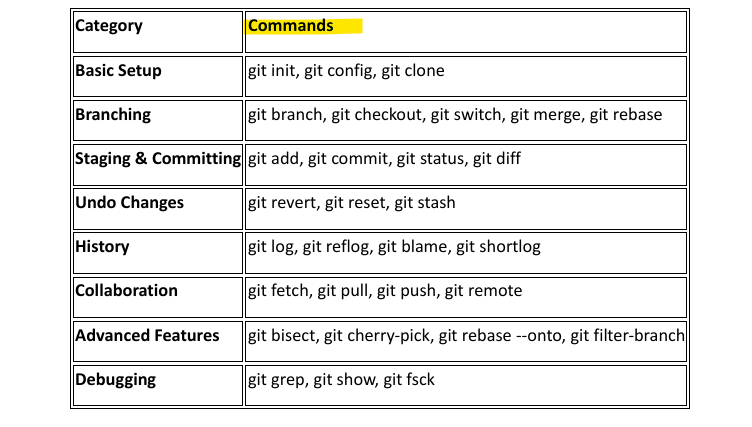 Category Commands
Basic Setup git init, git config, git clone
Branching git branch, git checkout, git switch, git merge, git rebase
Staging & Committing git add, git commit, git status, git diff
Undo Changes git revert, git reset, git stash
History git log, git reflog, git blame, git shortlog
Collaboration git fetch, git pull, git push, git remote
Advanced Features git bisect, git cherry-pick, git rebase --onto, git filter-branch
Debugging git grep, git show, git fsck